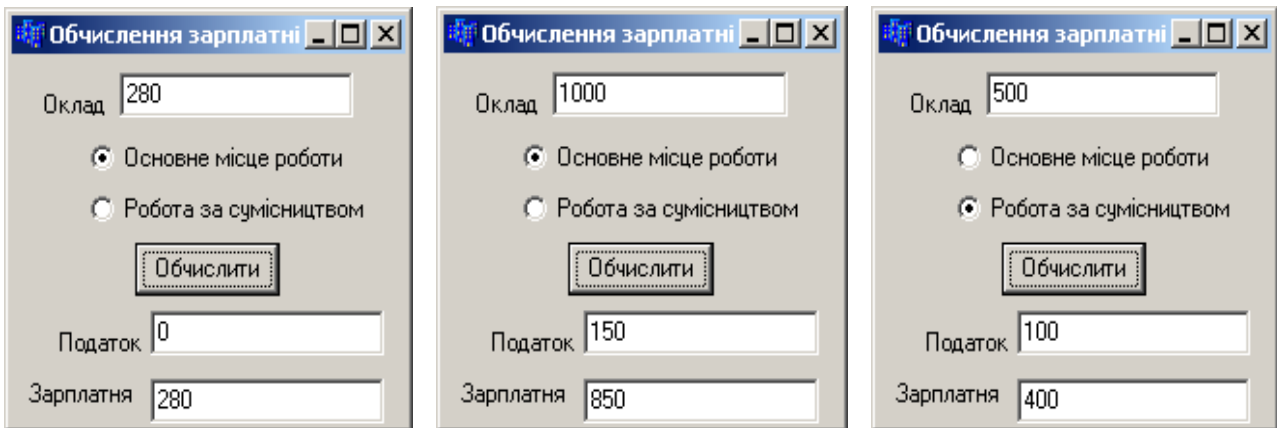 Обчислення зарплатні
Оклад 280
Основне місце роботи
Робота за сумісництвом
Обчислити
Податок 0
Зарплатня 280
Обчислення зарплатні
Оклад 1000
Основне місце роботи
Робота за сумісництвом
Обчислити
Податок 150
Зарплатня 850
Обчислення зарплатні
Оклад 500
Основне місце роботи
Робота за сумісництвом
Обчислити
Податок 100
Зарплатня 400